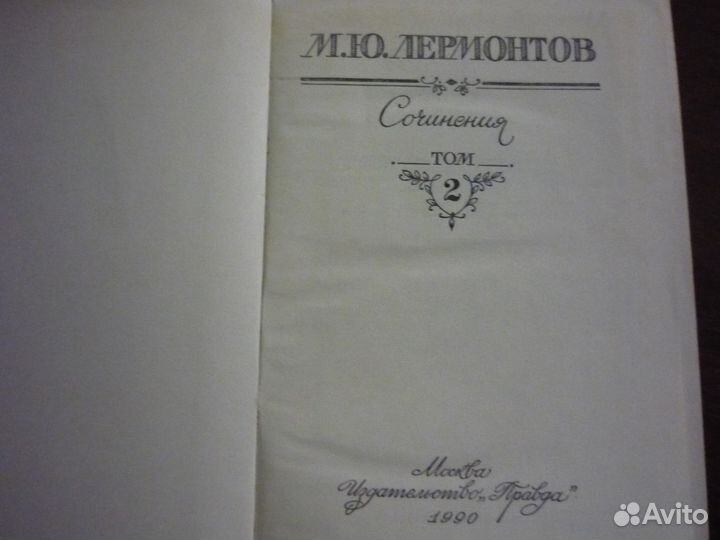 М.Ю.ЛЕРМОНТОВ
Сочинения
ТОМ
2
Москва
Издательство „Правда"
1990
Avito